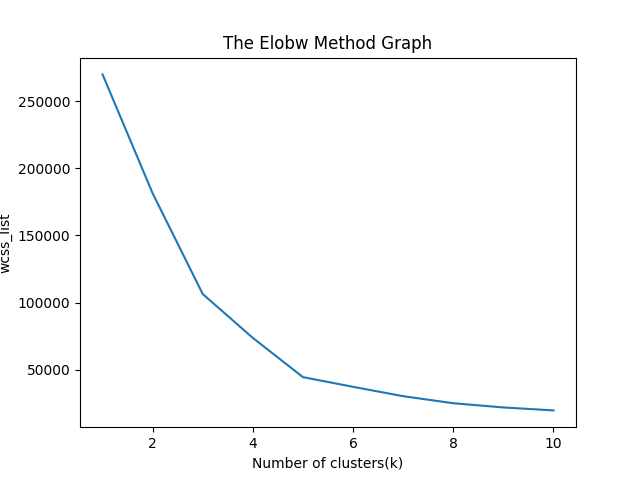 The Elobw Method Graph
250000
200000
150000
100000
50000
wcss_list
2 4 6 8 10
Number of clusters(k)